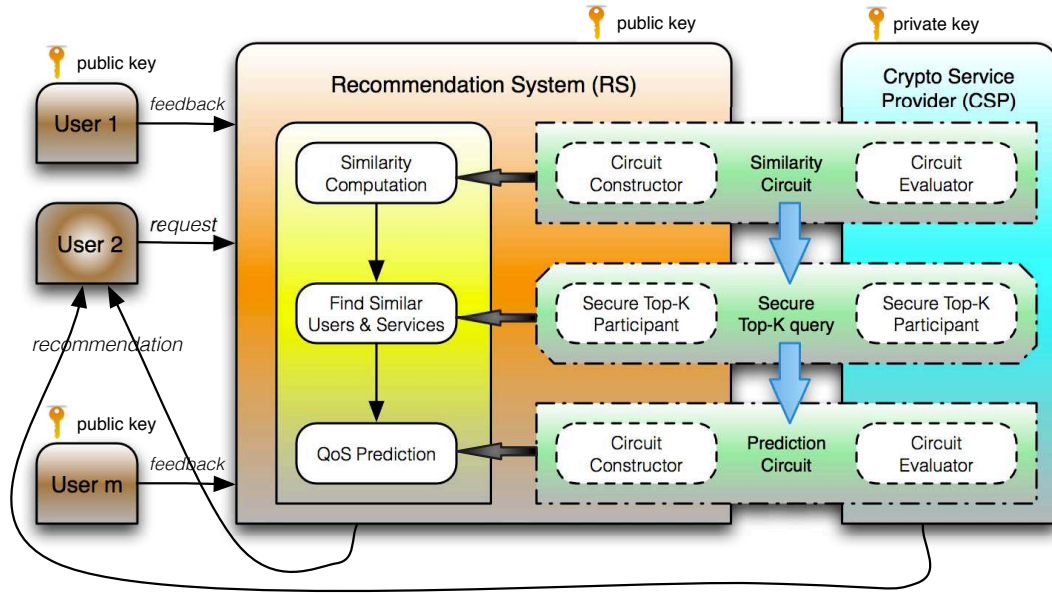 public key
private key
public key
Recommendation System (RS)
Crypto Service
Provider (CSP)
User 1
feedback
Similarity
Computation
Circuit
Constructor
Similarity
Circuit
Circuit
Evaluator
User 2
request
Find Similar
Users & Services
Secure Top-K
Participant
Secure
Top-K query
Secure Top-K
Participant
recommendation
public key
User m
feedback
QoS Prediction
Circuit
Constructor
Prediction
Circuit
Circuit
Evaluator